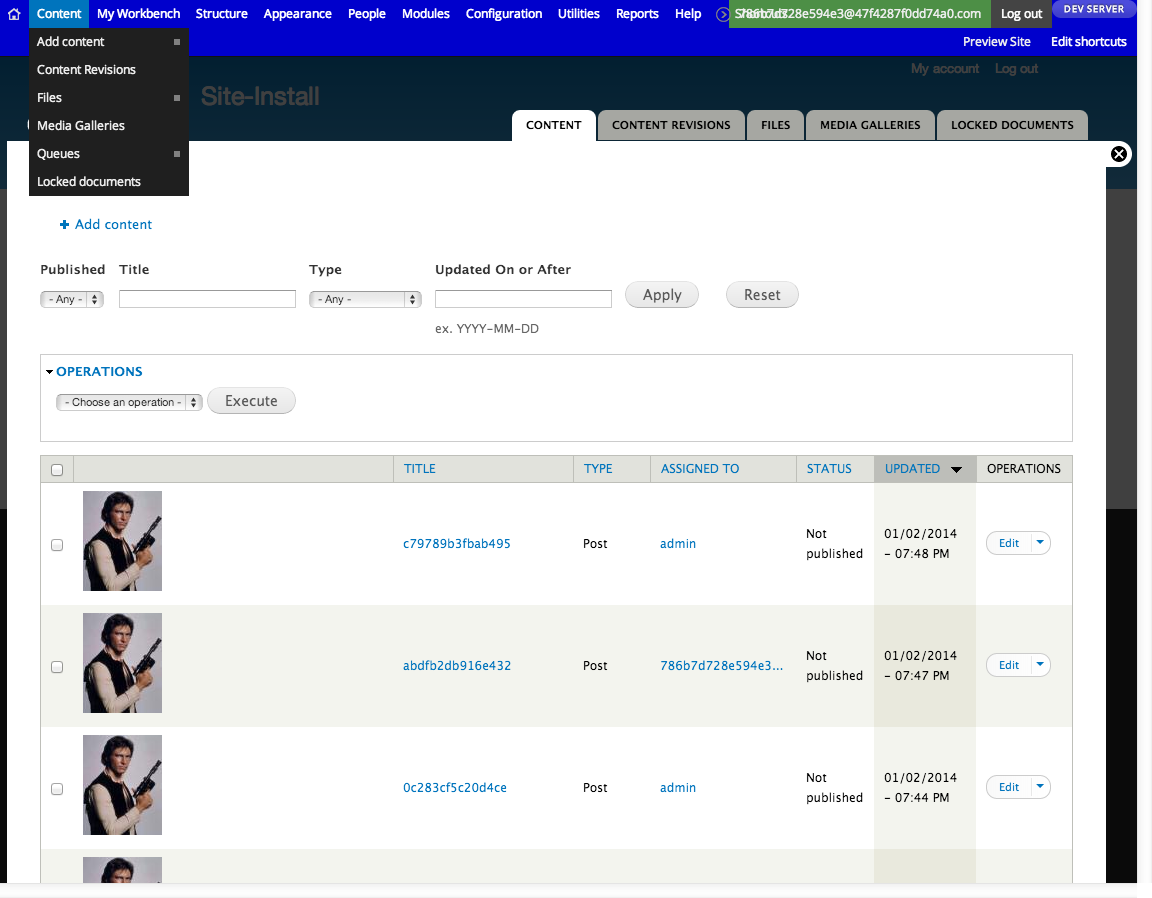 Content My Workbench Structure Appearance People Modules Configuration Utilities Reports Help 786b7d728e594e3@47f4287f0dd74a0.com Log out DEV SERVER
Preview Site Edit shortcuts
Add content
Content Revisions
Files
Media Galleries
Queues
Locked documents
My account Log out
Site-Install
CONTENT CONTENT REVISIONS FILES MEDIA GALLERIES LOCKED DOCUMENTS
+ Add content
Published Title Type Updated On or After
- Any - - Any - Apply Reset
ex. YYYY-MM-DD
OPERATIONS
- Choose an operation - Execute
TITLE TYPE ASSIGNED TO STATUS UPDATED OPERATIONS
c79789b3fbab495 Post admin Not published 01/02/2014 - 07:48 PM Edit
abdfb2db916e432 Post 786b7d728e594e3... Not published 01/02/2014 - 07:47 PM Edit
0c283cf5c20d4ce Post admin Not published 01/02/2014 - 07:44 PM Edit